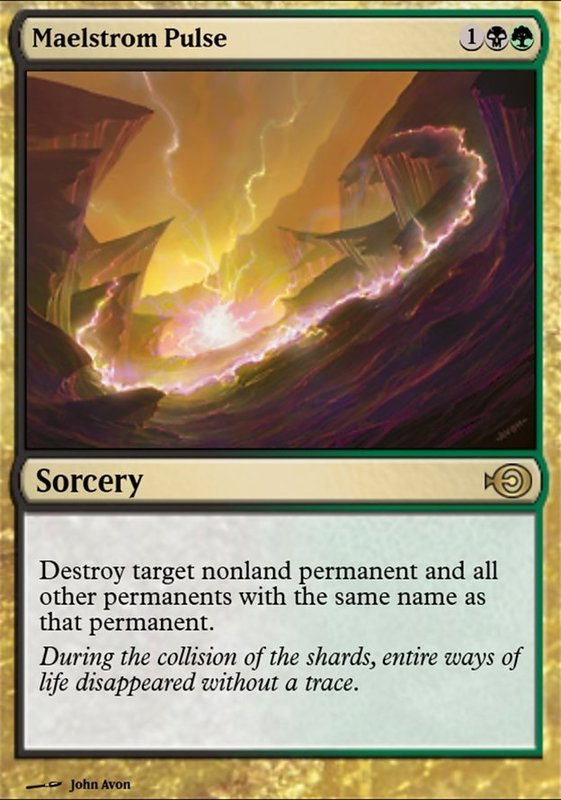 Maelstrom Pulse 1
Sorcery
Destroy target nonland permanent and all
other permanents with the same name as
that permanent.
During the collision of the shards, entire ways of
life disappeared without a trace.
John Avon